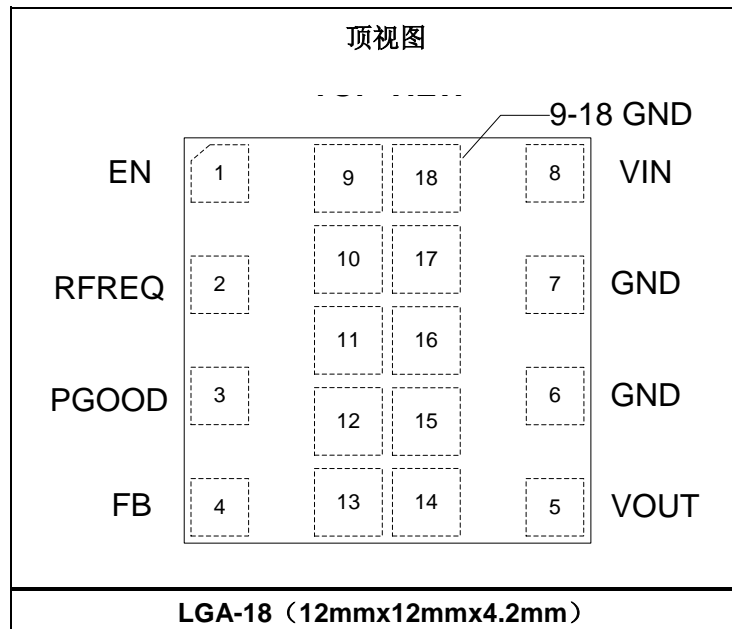 顶视图
9-18 GND
EN 1 9 18 8 VIN
RFREQ 2 10 17 7 GND
11 16
PGOOD 3 12 15 6 GND
FB 4 13 14 5 VOUT
LGA-18（12mmx12mmx4.2mm）